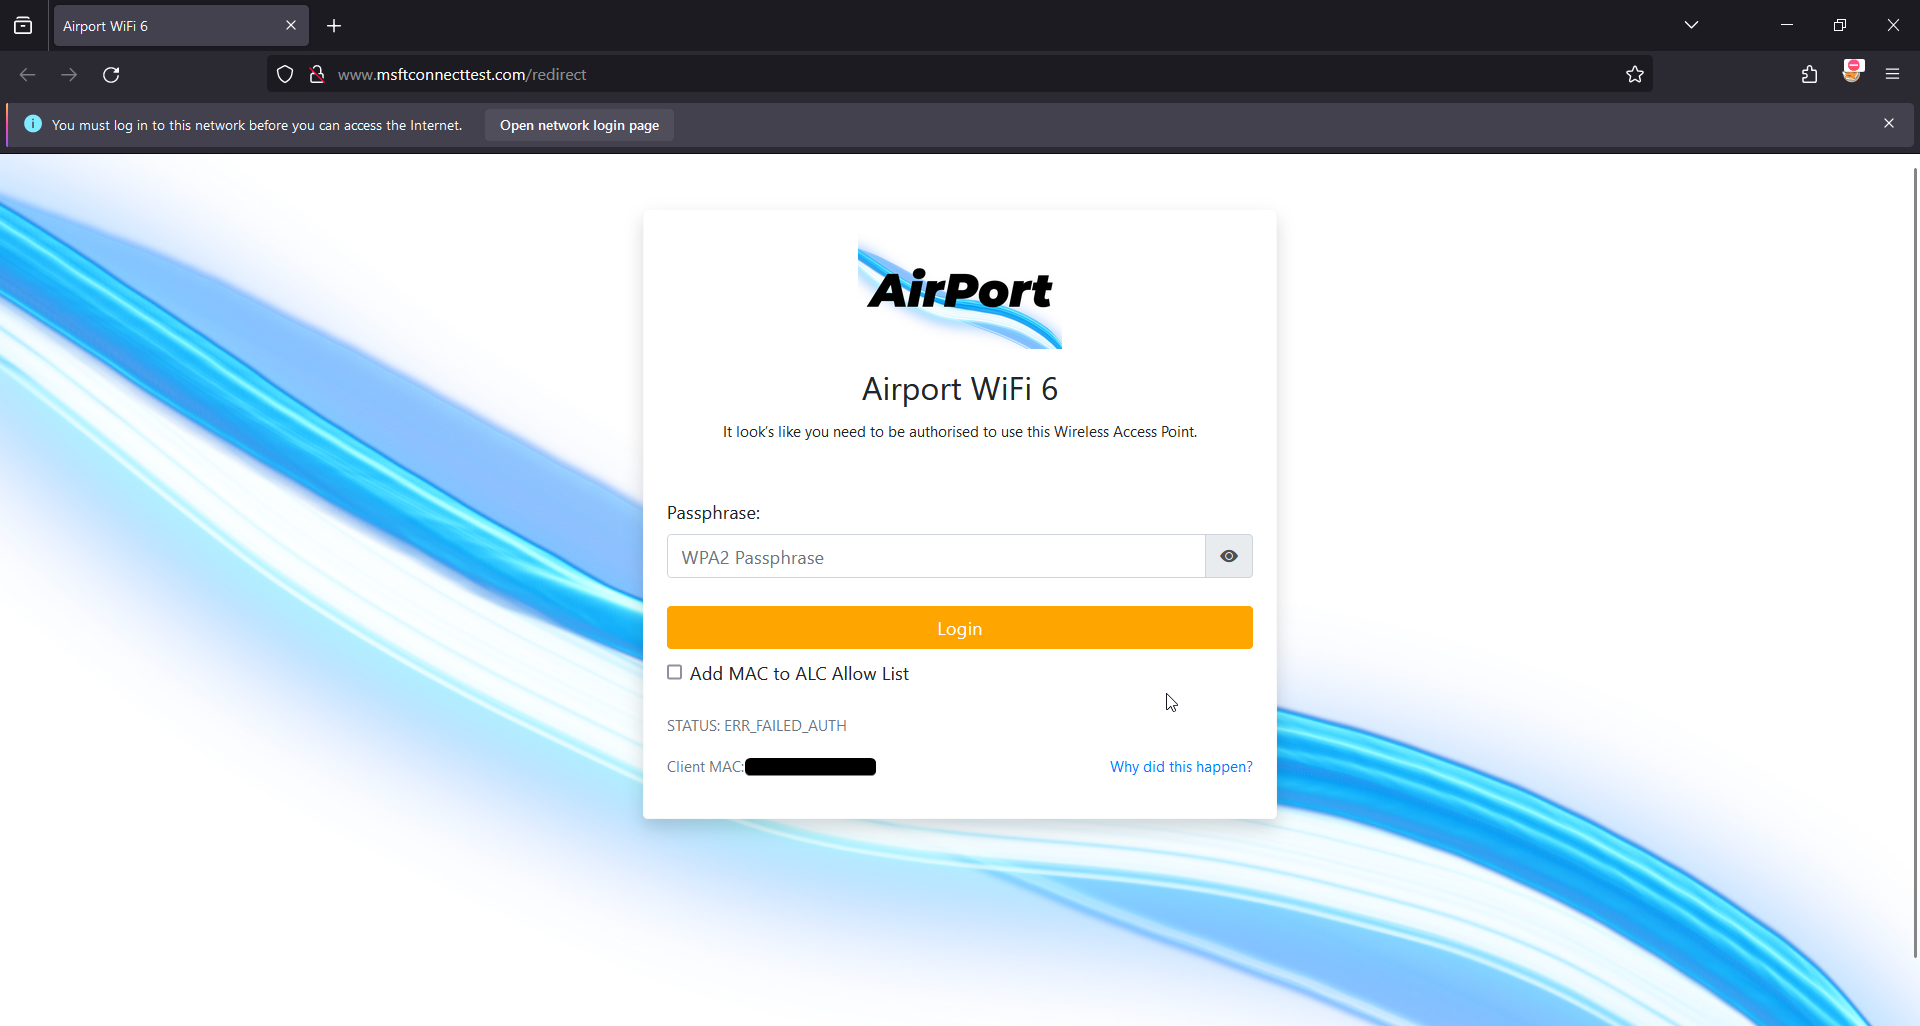 Airport WiFi 6
www.msftconnecttest.com/redirect
You must log in to this network before you can access the Internet.
Open network login page
AirPort
Airport WiFi 6
It look's like you need to be authorised to use this Wireless Access Point.
Passphrase:
WPA2 Passphrase
Login
Add MAC to ALC Allow List
STATUS: ERR_FAILED_AUTH
Client MAC:
Why did this happen?